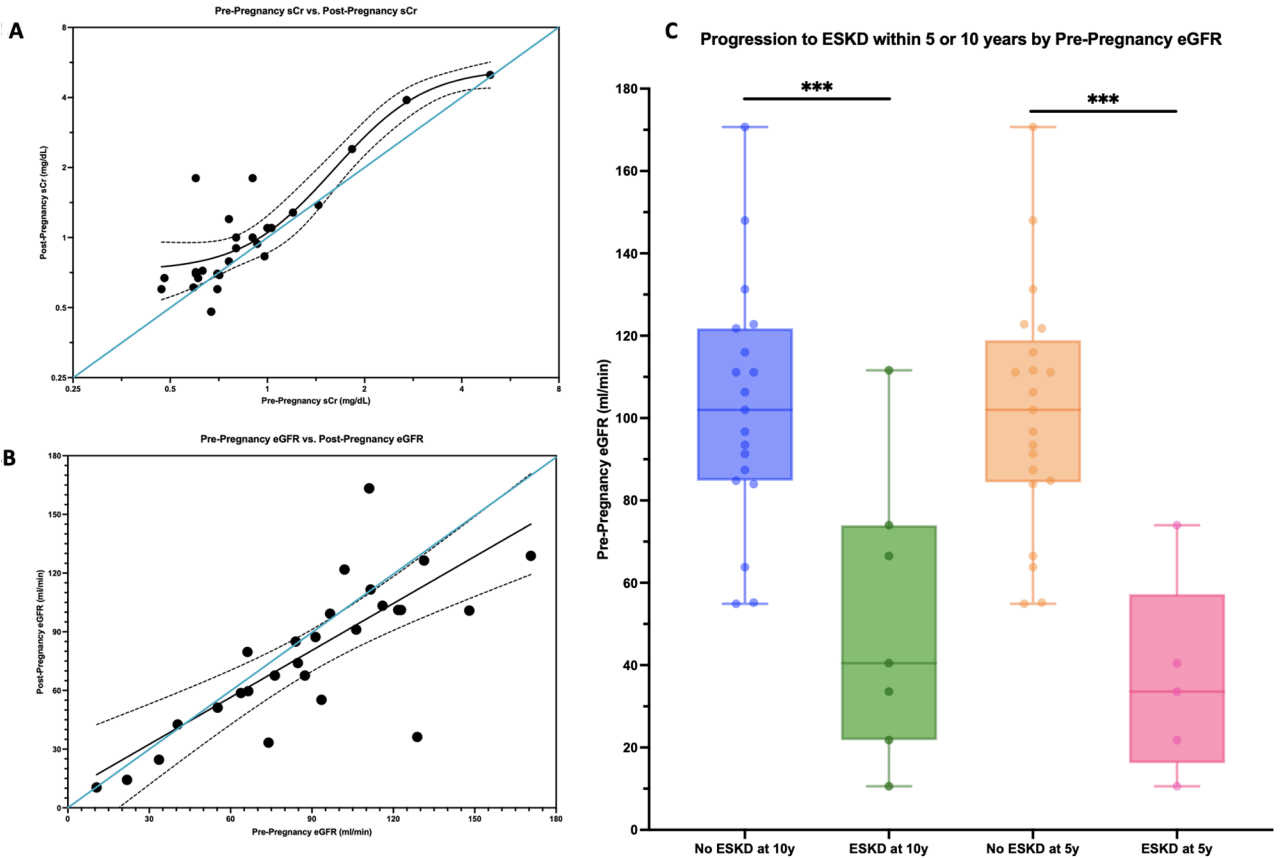 A
Pre-Pregnancy sCr vs. Post-Pregnancy sCr
Post-Pregnancy sCr (mg/dL)
8
4
2
1
0.5
0.25
0.25
0.5
1
2
4
8
Pre-Pregnancy sCr (mg/dL)
B
Pre-Pregnancy eGFR vs. Post-Pregnancy eGFR
Post-Pregnancy eGFR (ml/min)
180
150
120
90
60
30
0
0
30
60
90
120
150
180
Pre-Pregnancy eGFR (ml/min)
C
Progression to ESKD within 5 or 10 years by Pre-Pregnancy eGFR
Pre-Pregnancy eGFR (ml/min)
180
160
140
120
100
80
60
40
20
0
***
***
No ESKD at 10y
ESKD at 10y
No ESKD at 5y
ESKD at 5y